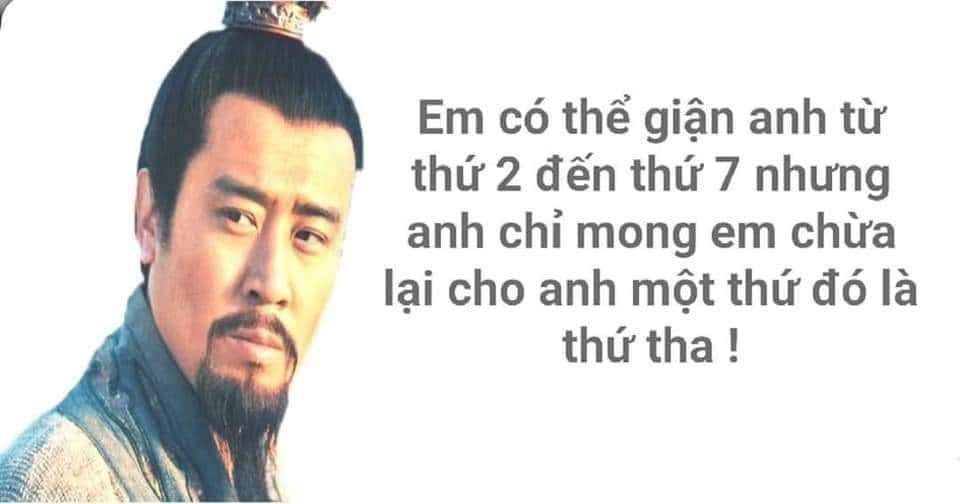 Em có thể giận anh từ
thứ 2 đến thứ 7 nhưng
anh chỉ mong em chừa
lại cho anh một thứ đó là
thứ tha !